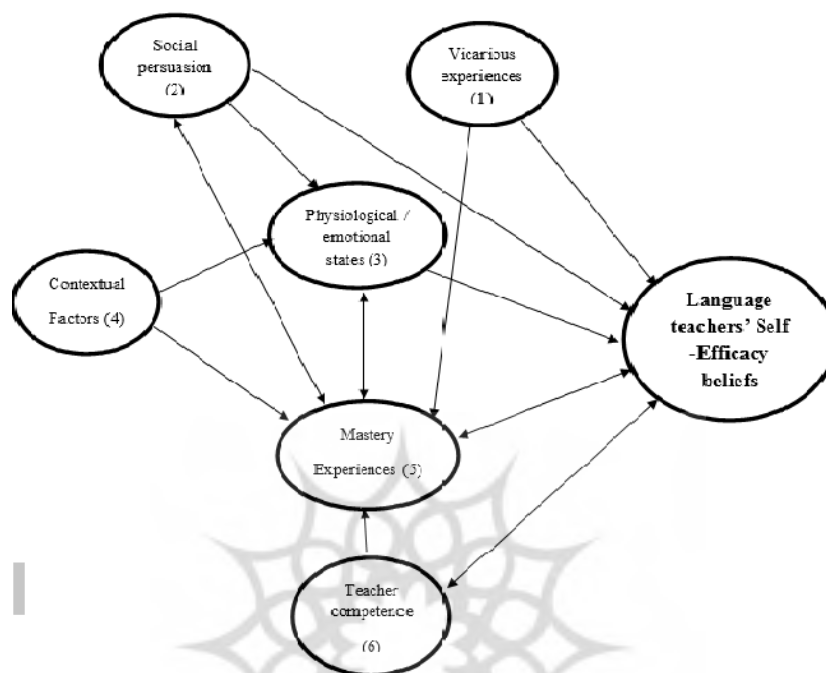 Social
persuasion
(2)
Vicarious
experiences
(1)
Physiological /
emotional
states (3)
Contextual
Factors (4)
Language
teachers' Self
-Efficacy
beliefs
Mastery
Experiences (5)
Teacher
competence
(6)